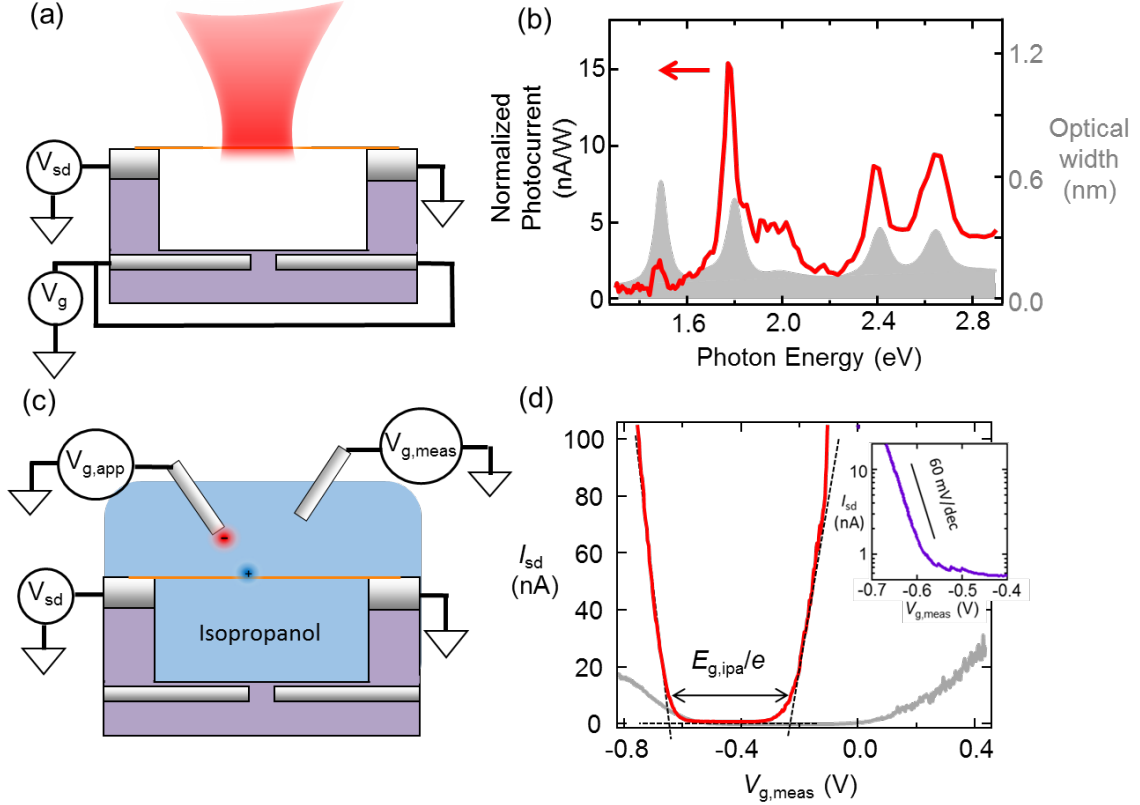 (a)
V_sd
V_g
(b)
Normalized
Photocurrent
(nA/W)
15
10
5
0
1.2
0.6
0.0
Optical
width
(nm)
1.6
2.0
2.4
2.8
Photon Energy (eV)
(c)
V_g,app
V_g,meas
V_sd
Isopropanol
(d)
I_sd
(nA)
100
80
60
40
20
0
E_g,ipa/e
-0.8
-0.4
0.0
0.4
V_g,meas (V)
10
1
I_sd
(nA)
60 mV/dec
-0.7
-0.6
-0.5
-0.4
V_g,meas (V)
-
+